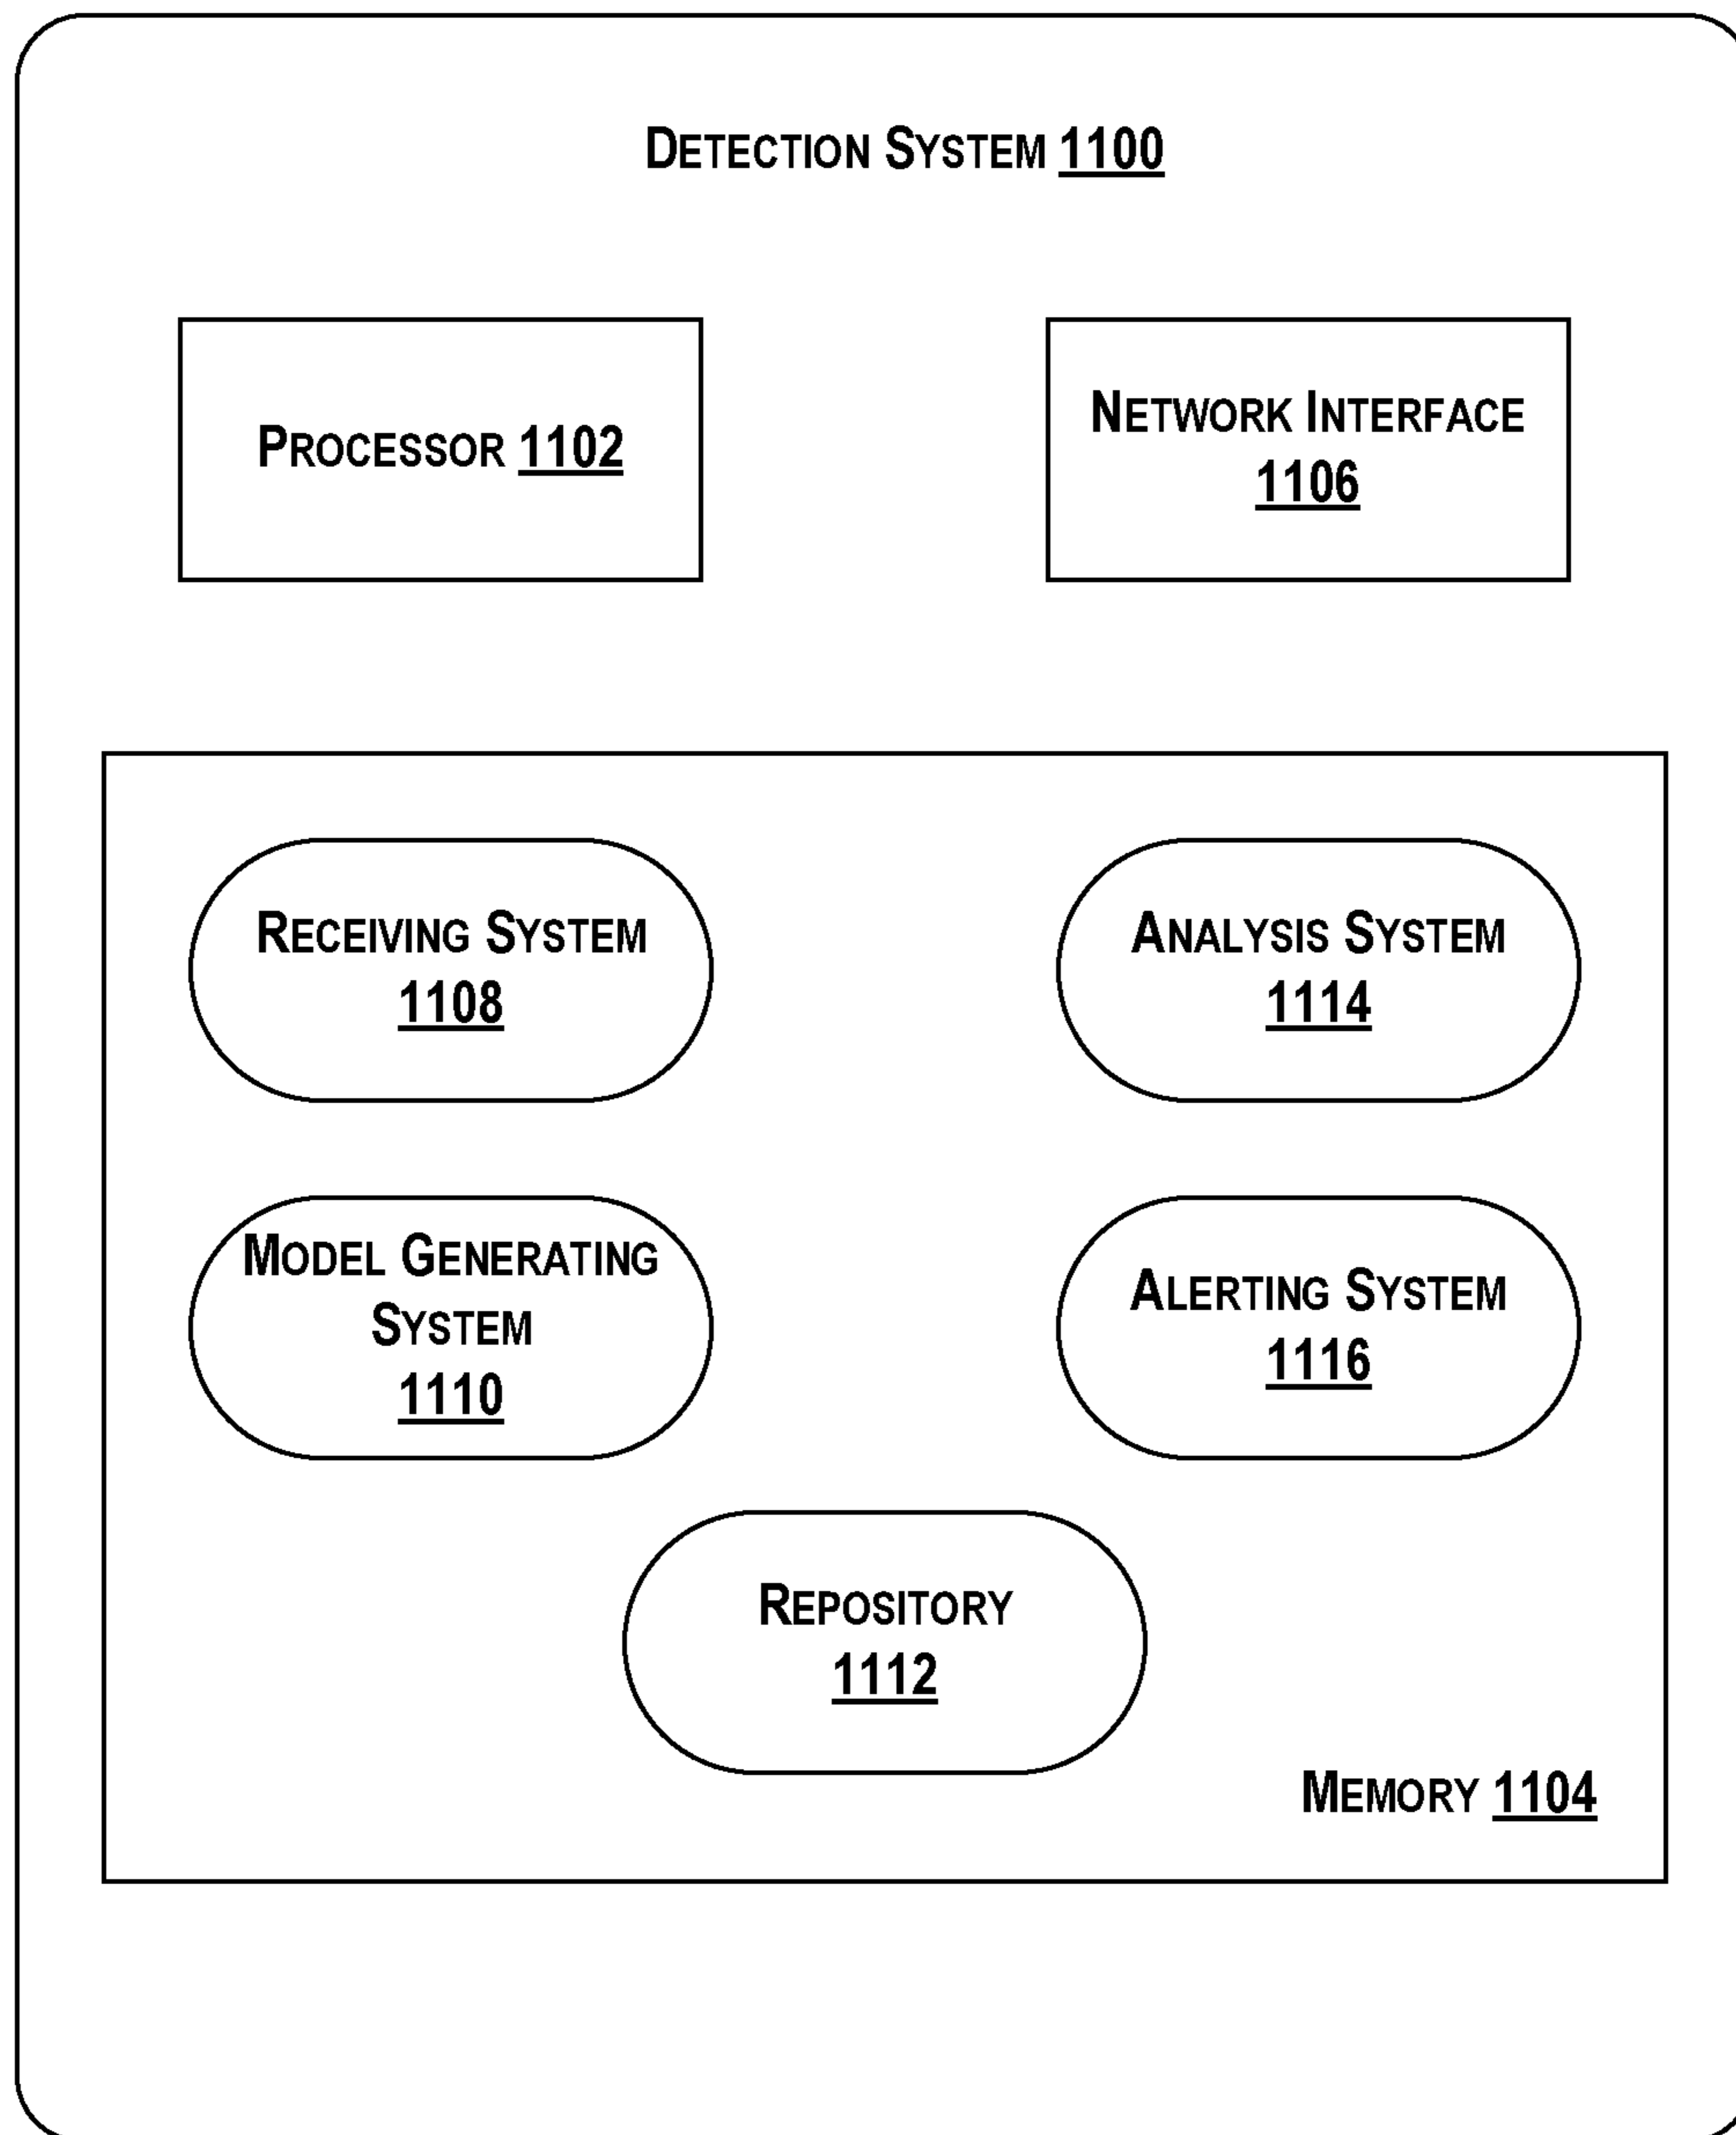 DETECTION SYSTEM 1100
PROCESSOR 1102
NETWORK INTERFACE
1106
RECEIVING SYSTEM
1108
ANALYSIS SYSTEM
1114
MODEL GENERATING
SYSTEM
1110
ALERTING SYSTEM
1116
REPOSITORY
1112
MEMORY 1104